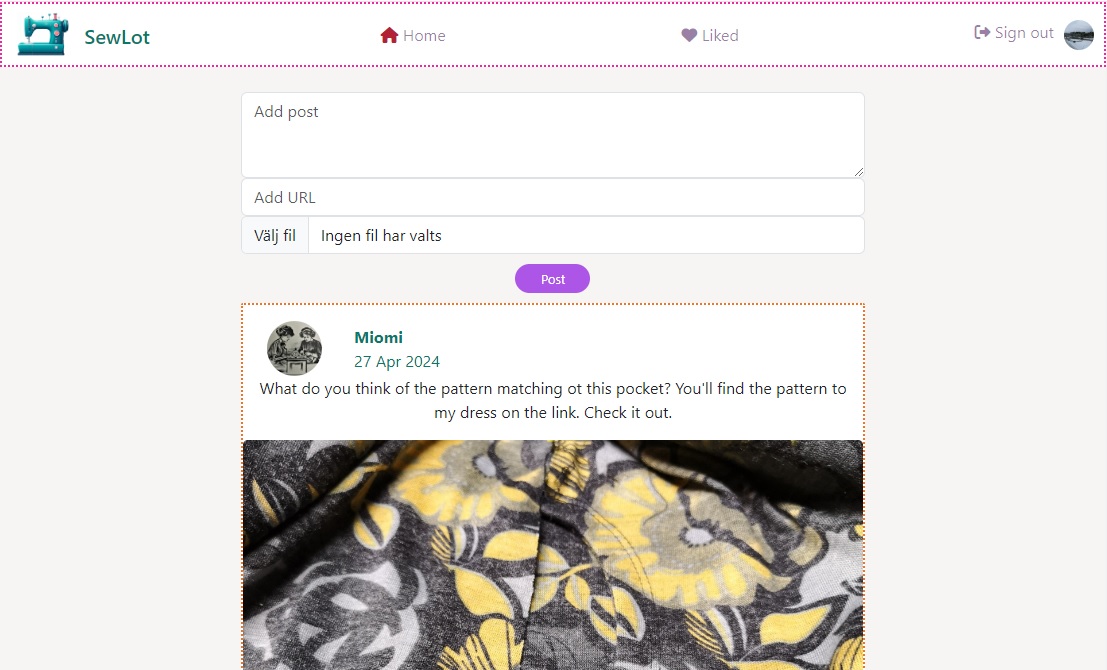 SewLot
Home
Liked
Sign out
Add post
Add URL
Välj fil Ingen fil har valts
Post
Miomi
27 Apr 2024
What do you think of the pattern matching ot this pocket? You'll find the pattern to
my dress on the link. Check it out.